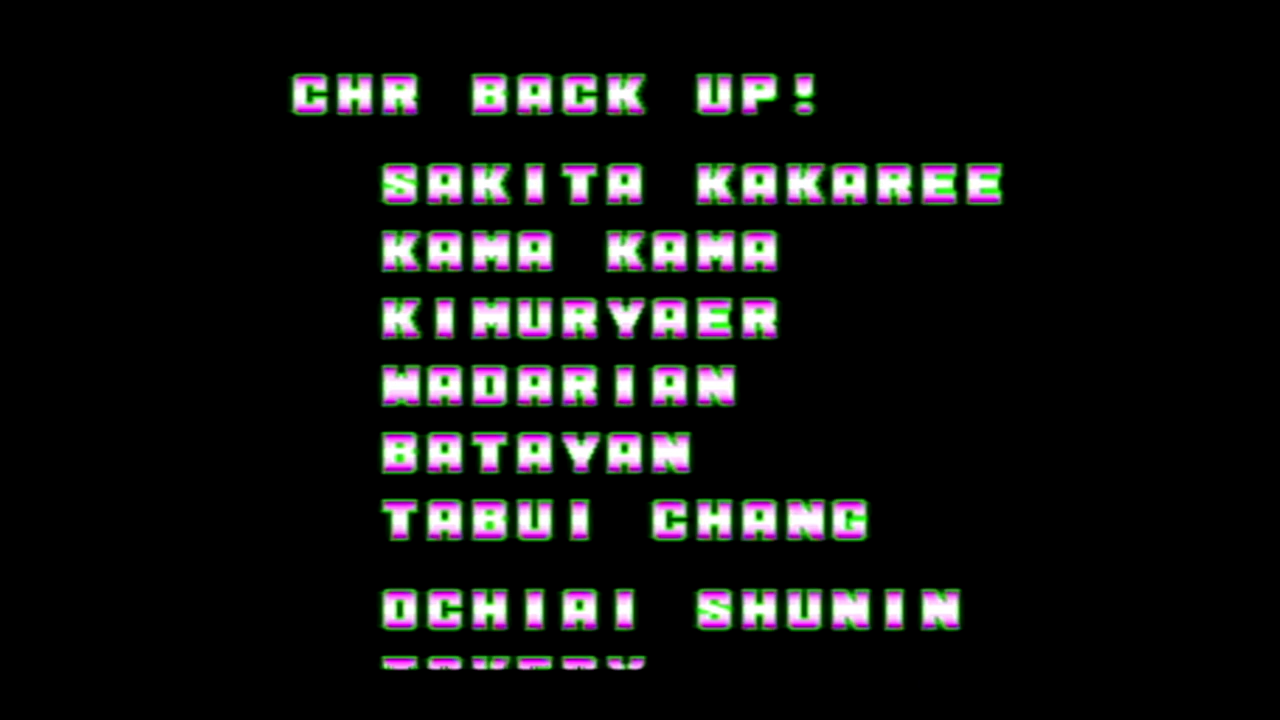 CHR BACK UP!
SAKITA KAKAREE
KAMA KAMA
KIMURYAER
WADARIAN
BATAYAN
TABUI CHANG
OCHIAI SHUNIN